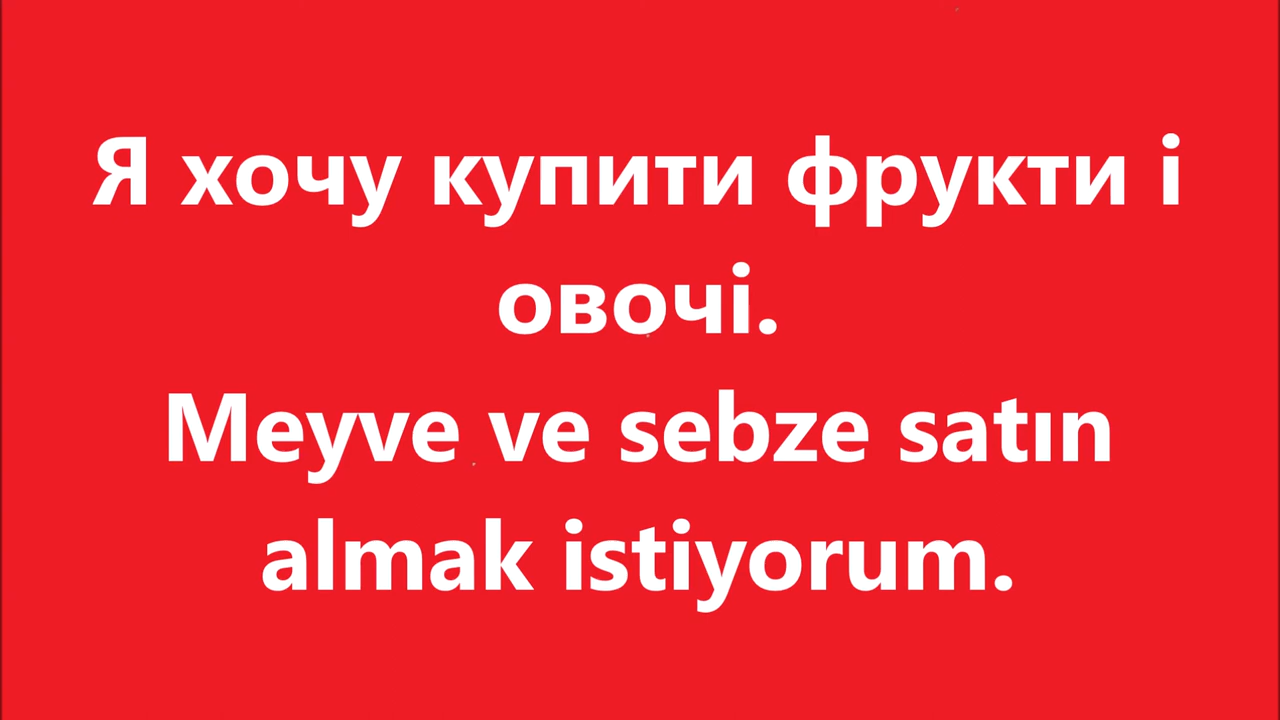 Я хочу купити фрукти і
овочі.
Meyve ve sebze satın
almak istiyorum.